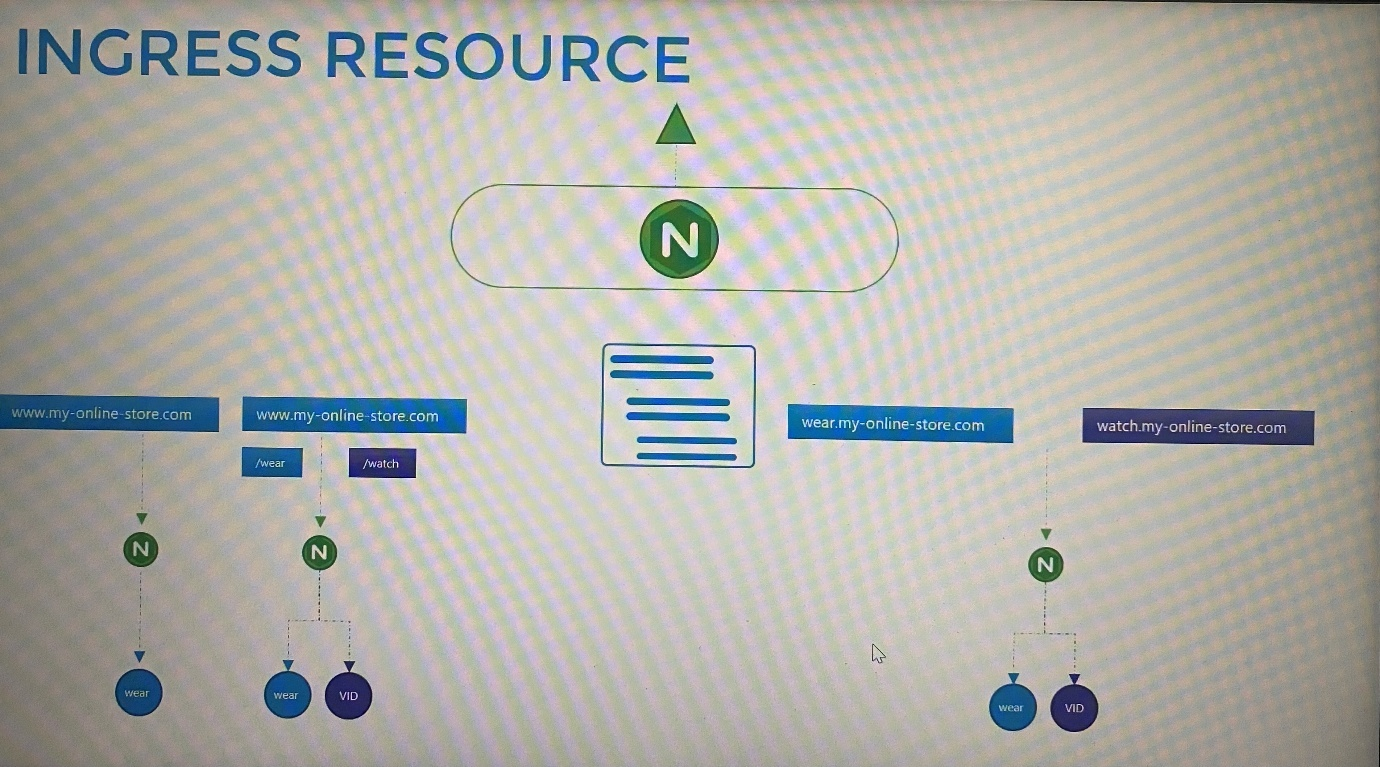 INGRESS RESOURCE
N
www.my-online-store.com
www.my-online-store.com
wear.my-online-store.com
watch.my-online-store.com
/wear
/watch
N
N
N
wear
wear
VID
wear
VID